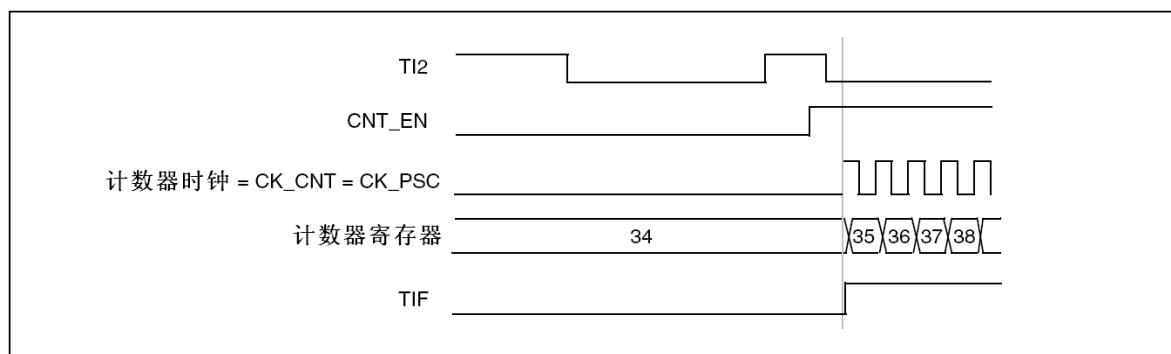 TI2
CNT_EN
计数器时钟 = CK_CNT = CK_PSC
计数器寄存器 34 35 36 37 38
TIF